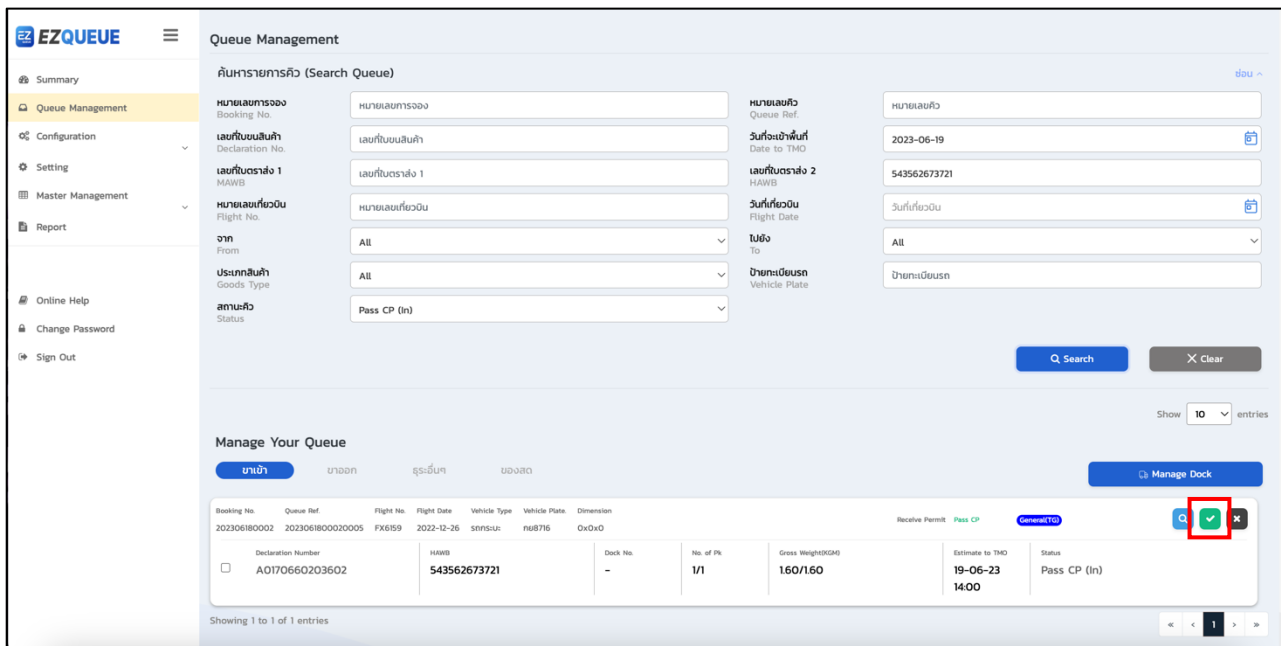 EZ EZQUEUE
Queue Management
Summary
Queue Management
Configuration
Setting
Master Management
Report
Online Help
Change Password
Sign Out
ค้นหารายการคิว (Search Queue)
ซ่อน
หมายเลขการจอง
Booking No.
หมายเลขการจอง
หมายเลขคิว
Queue Ref.
หมายเลขคิว
เลขที่ใบขนสินค้า
Declaration No.
เลขที่ใบขนสินค้า
วันที่จะเข้าพื้นที่
Date to TMO
2023-06-19
เลขที่ใบตราส่ง 1
MAWB
เลขที่ใบตราส่ง 1
เลขที่ใบตราส่ง 2
HAWB
543562673721
หมายเลขเที่ยวบิน
Flight No.
หมายเลขเที่ยวบิน
วันที่เที่ยวบิน
Flight Date
วันที่เที่ยวบิน
จาก
From
All
ไปยัง
To
All
ประเภทสินค้า
Goods Type
All
ป้ายทะเบียนรถ
Vehicle Plate
ป้ายทะเบียนรถ
สถานะคิว
Status
Pass CP (In)
Search
Clear
Show 10 entries
Manage Your Queue
ขาเข้า ขาออก ธุระอื่นๆ ของสด
Manage Dock
Booking No. Queue Ref. Flight No. Flight Date Vehicle Type Vehicle Plate. Dimension
202306180002 2023061800020005 FX6159 2022-12-26 รถกระบะ กย8716 0x0x0
Receive Permit Pass CP General(TG)
Declaration Number HAWB Dock No. No. of Pk Gross Weight(KGM) Estimate to TMO Status
A0170660203602 543562673721 - 1/1 1.60/1.60 19-06-23 Pass CP (In)
14:00
Showing 1 to 1 of 1 entries
« < 1 > »